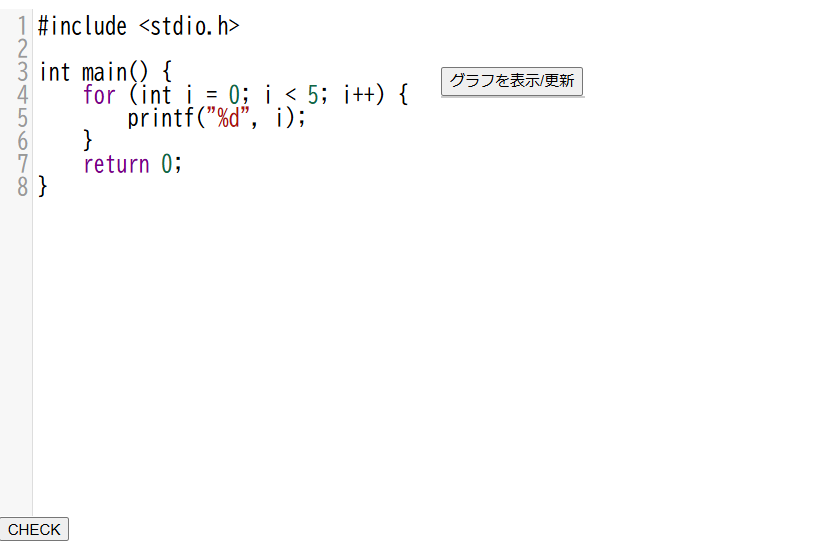 1 #include <stdio.h>
2
3 int main() {
4     for (int i = 0; i < 5; i++) {
5         printf("%d", i);
6     }
7     return 0;
8 }
グラフを表示/更新
CHECK